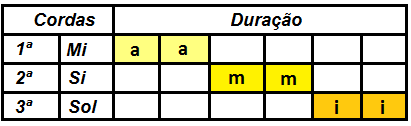 Cordas Duração
1ª Mi a a
2ª Si m m
3ª Sol i i